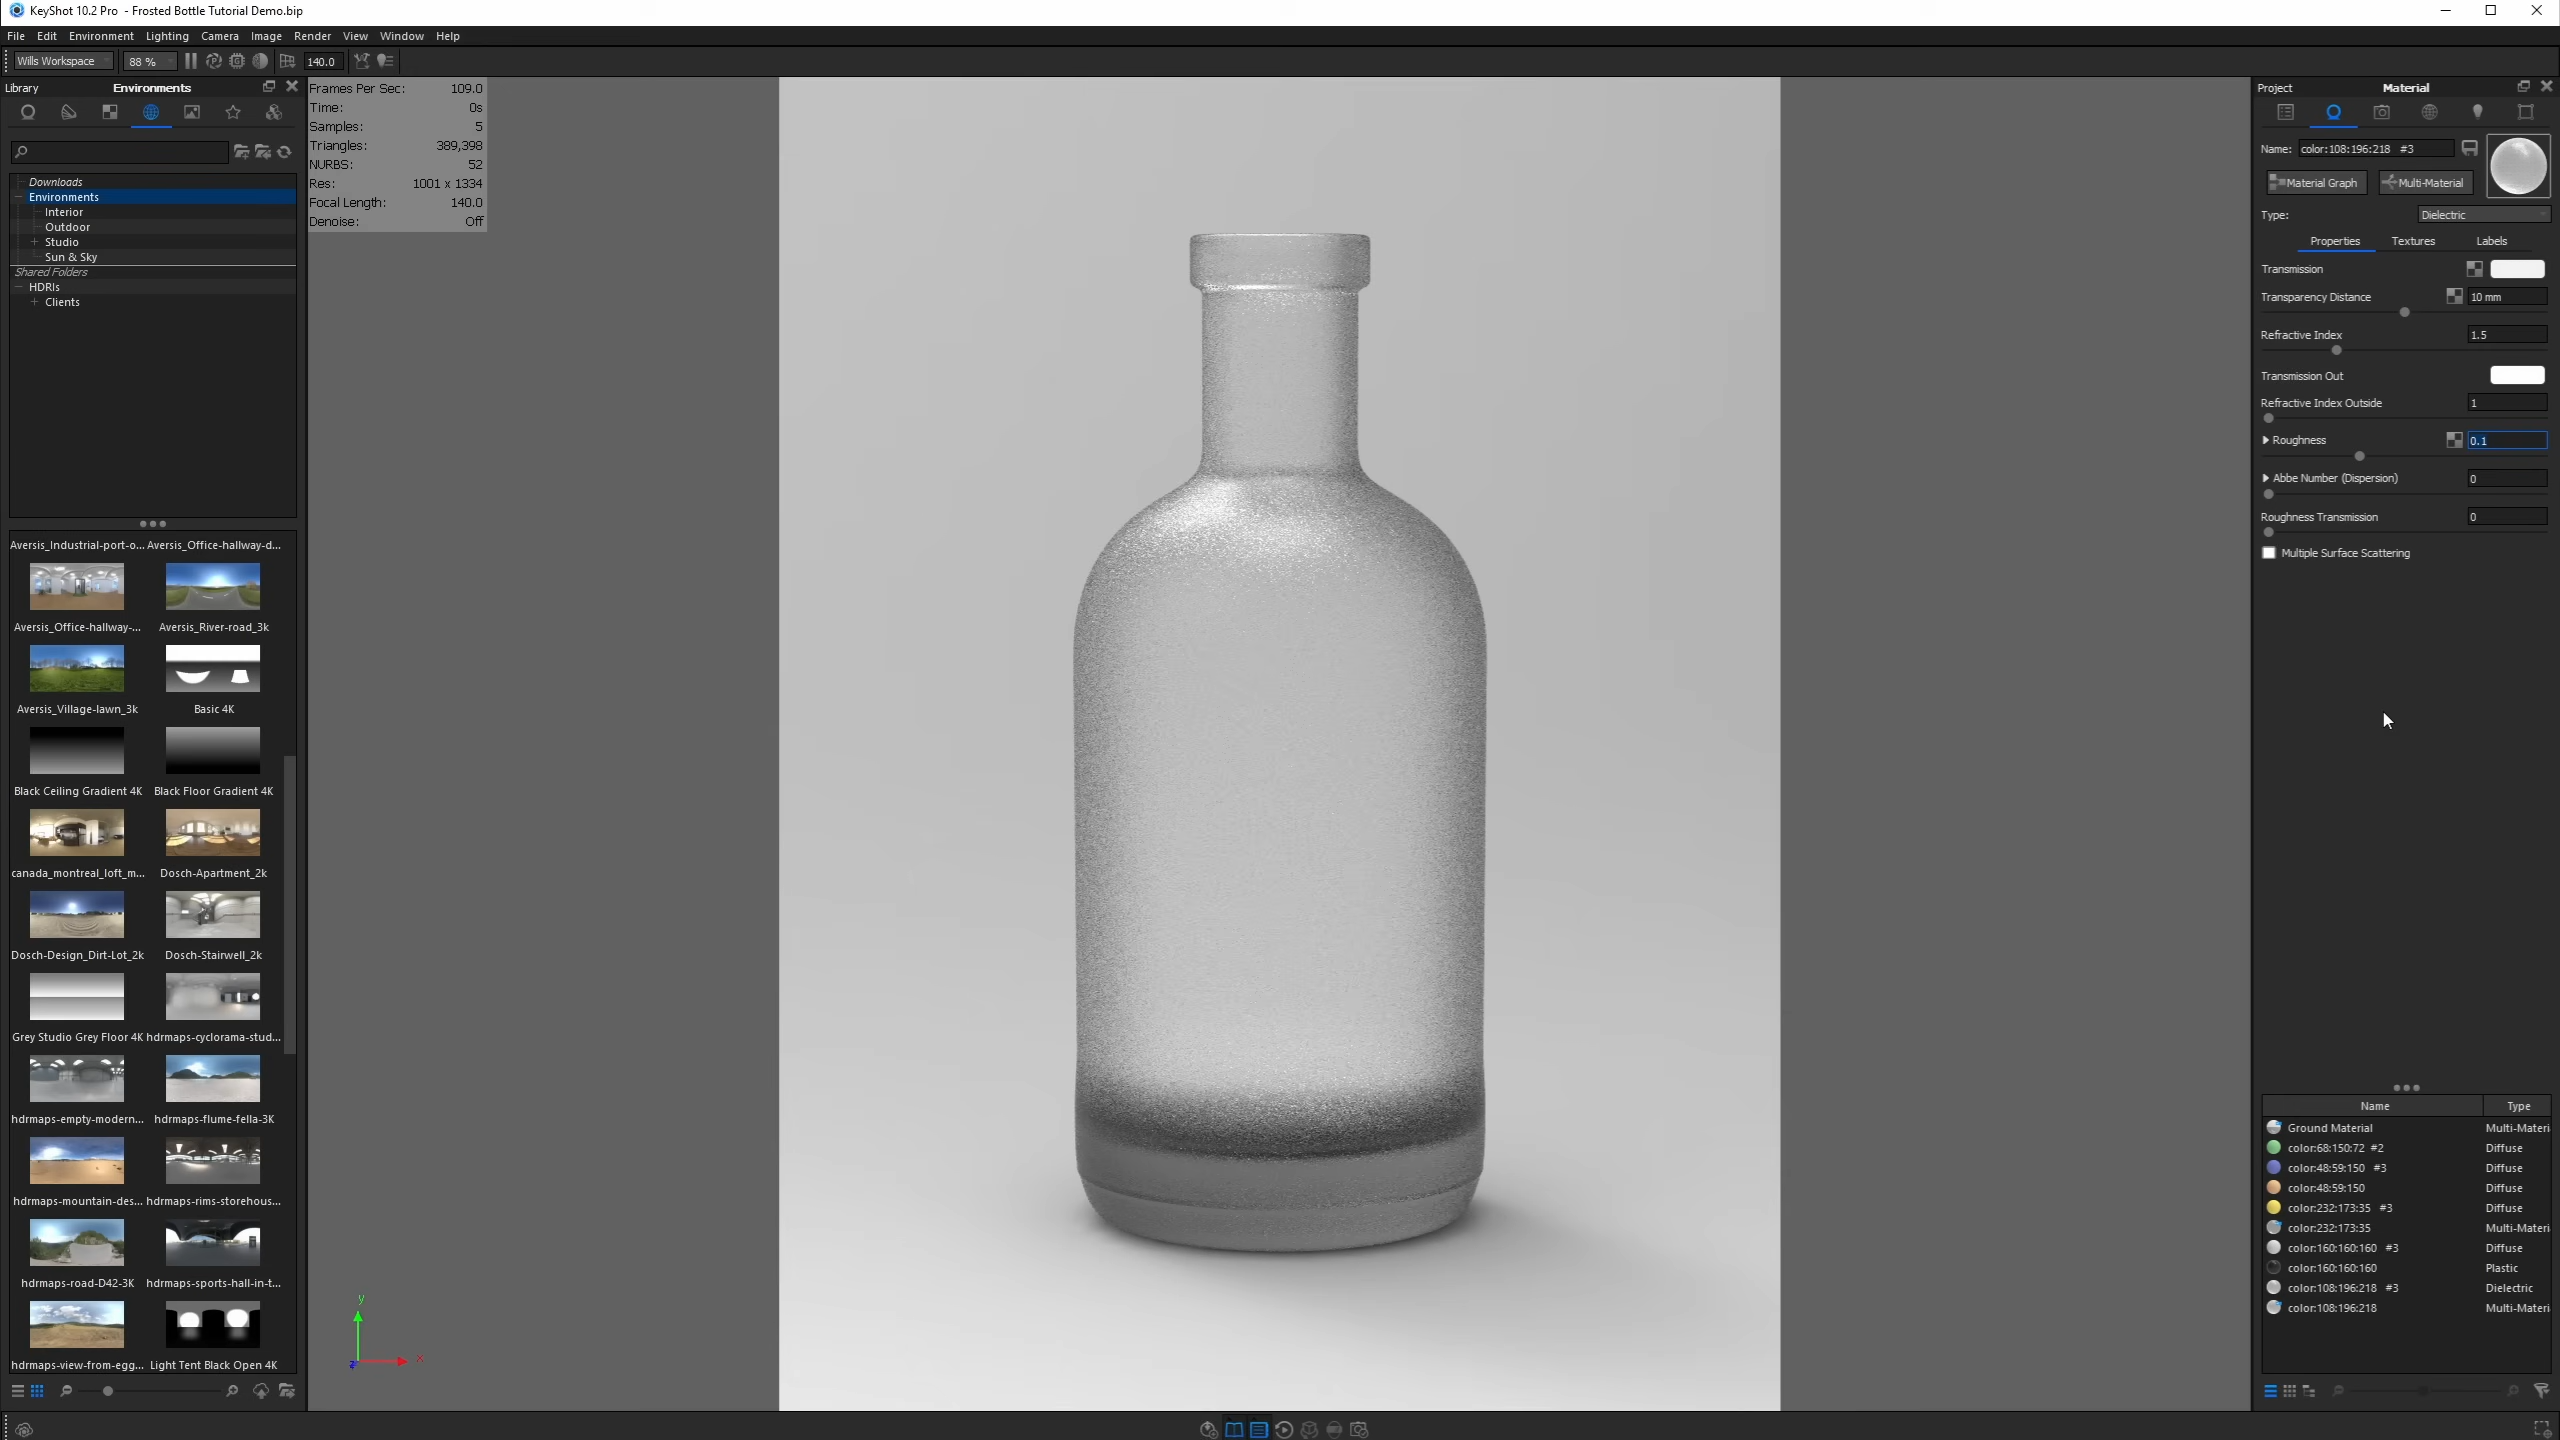 KeyShot 10.2 Pro  - Frosted Bottle Tutorial Demo.bip
File Edit Environment Lighting Camera Image Render View Window Help
Wills Workspace 88 % 140.0
Library Environments
Downloads
Environments
Interior
Outdoor
Studio
Sun & Sky
Shared Folders
HDRIs
Clients
Aversis_Industrial-port-o... Aversis_Office-hallway-d...
Aversis_Office-hallway-... Aversis_River-road_3k
Aversis_Village-lawn_3k Basic 4K
Black Ceiling Gradient 4K Black Floor Gradient 4K
canada_montreal_loft_m... Dosch-Apartment_2k
Dosch-Design_Dirt-Lot_2k Dosch-Stairwell_2k
Grey Studio Grey Floor 4K hdrmaps-cyclorama-stud...
hdrmaps-empty-modern... hdrmaps-flume-fella-3K
hdrmaps-mountain-des... hdrmaps-rims-storehous...
hdrmaps-road-D42-3K hdrmaps-sports-hall-in-t...
hdrmaps-view-from-egg... Light Tent Black Open 4K
Frames Per Sec: 109.0
Time: 0s
Samples: 5
Triangles: 389,398
NURBS: 52
Res: 1001 x 1334
Focal Length: 140.0
Denoise: Off
y
x
z
Project Material
Name: color:108:196:218 #3
Material Graph Multi-Material
Type: Dielectric
Properties Textures Labels
Transmission
Transparency Distance 10 mm
Refractive Index 1.5
Transmission Out
Refractive Index Outside 1
Roughness 0.1
Abbe Number (Dispersion) 0
Roughness Transmission 0
Multiple Surface Scattering
Name Type
Ground Material Multi-Materi
color:68:150:72 #2 Diffuse
color:48:59:150 #3 Diffuse
color:48:59:150 Diffuse
color:232:173:35 #3 Diffuse
color:232:173:35 Multi-Materi
color:160:160:160 #3 Diffuse
color:160:160:160 Plastic
color:108:196:218 #3 Dielectric
color:108:196:218 Multi-Materi